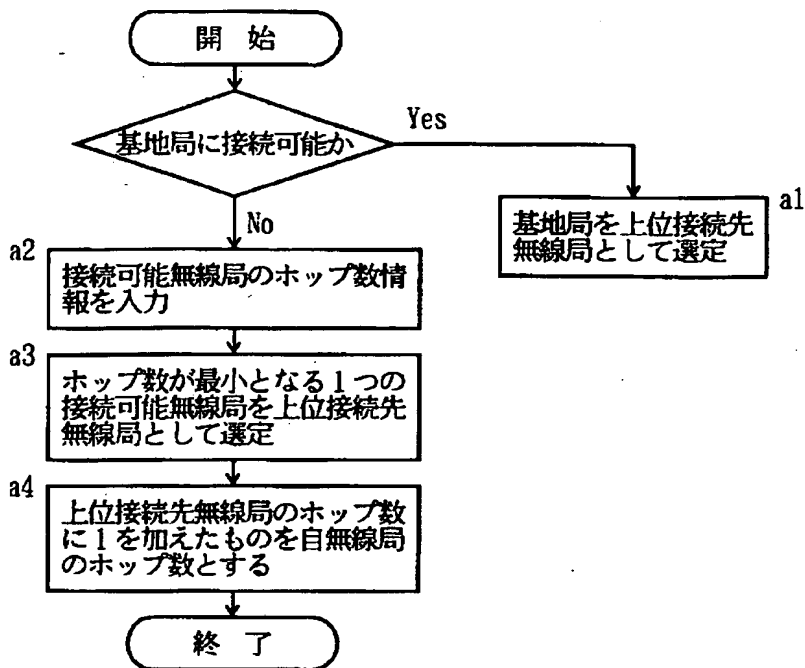 開 始
基地局に接続可能か
Yes
a1
基地局を上位接続先
無線局として選定
No
a2
接続可能無線局のホップ数情
報を入力
a3
ホップ数が最小となる1つの
接続可能無線局を上位接続先
無線局として選定
a4
上位接続先無線局のホップ数
に1を加えたものを自無線局
のホップ数とする
終 了